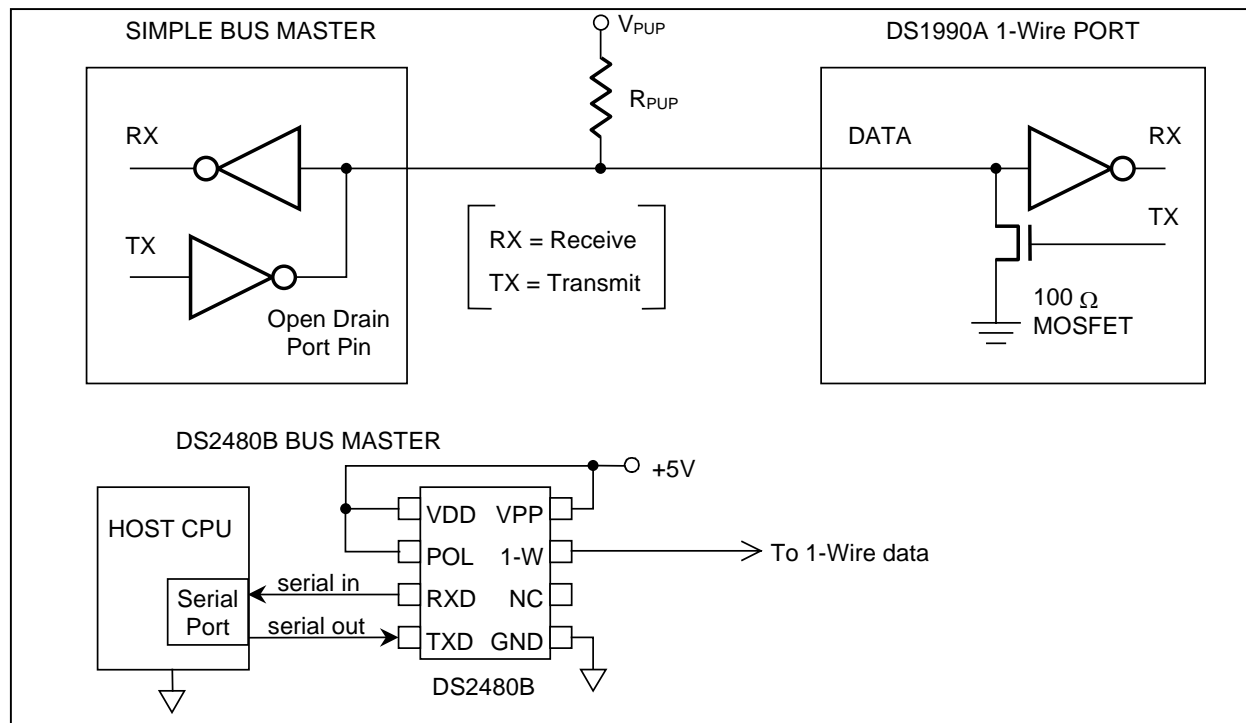 SIMPLE BUS MASTER
V_PUP
DS1990A 1-Wire PORT
R_PUP
RX
DATA
RX
TX
RX = Receive
TX
TX = Transmit
Open Drain
Port Pin
100 Ω
MOSFET
DS2480B BUS MASTER
+5V
HOST CPU
VDD
VPP
POL
1-W
To 1-Wire data
serial in
RXD
NC
Serial
Port
serial out
TXD
GND
DS2480B